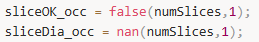 sliceOK_occ = false(numSlices,1);
sliceDia_occ = nan(numSlices,1);